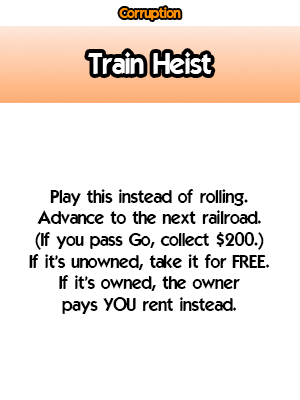 Corruption
Train Heist
Play this instead of rolling.
Advance to the next railroad.
(If you pass Go, collect $200.)
If it's unowned, take it for FREE.
If it's owned, the owner
pays YOU rent instead.